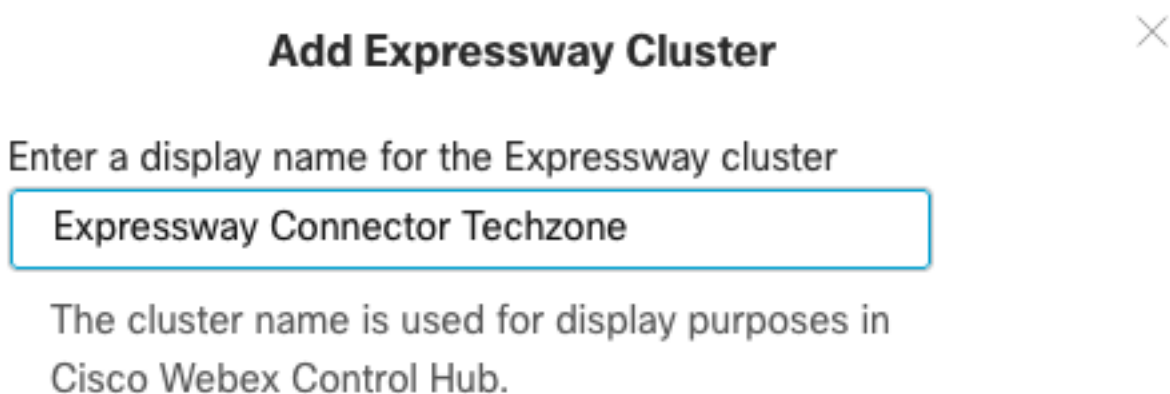 Add Expressway Cluster
Enter a display name for the Expressway cluster
Expressway Connector Techzone
The cluster name is used for display purposes in
Cisco Webex Control Hub.